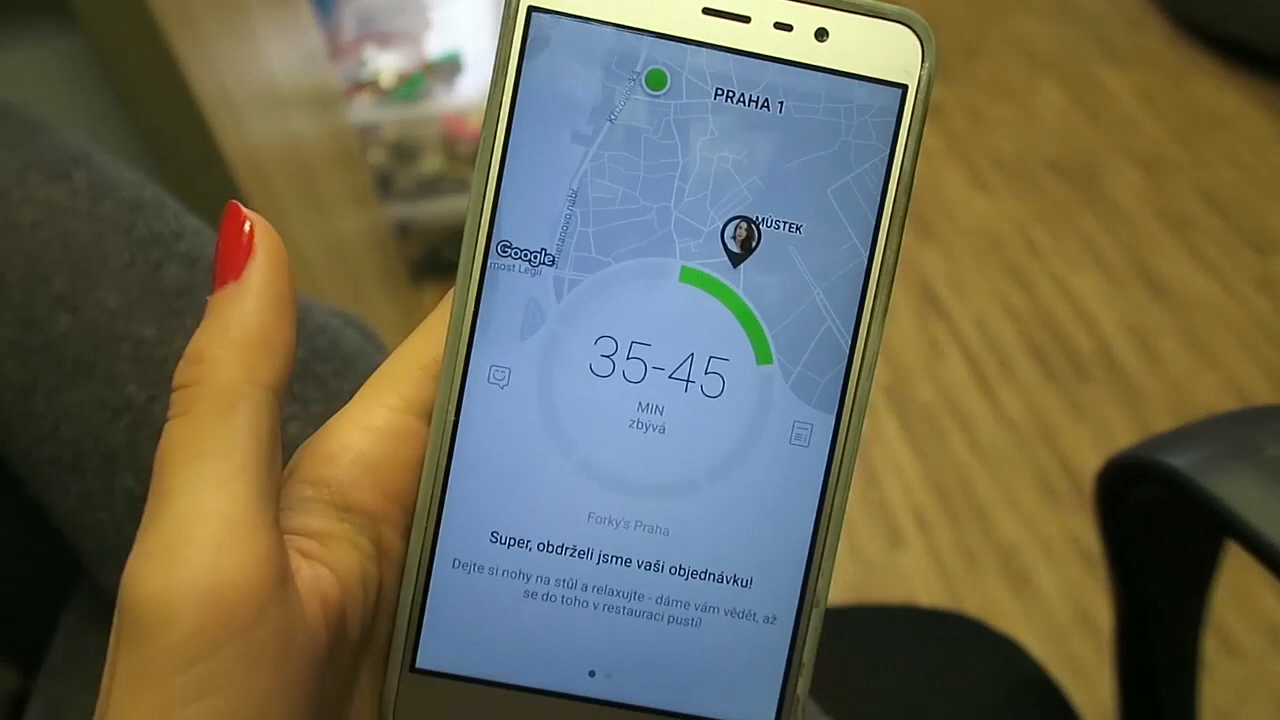 Křižovnická
PRAHA 1
Smetanovo nábř.
MŮSTEK
Google
most Legií
35-45
MIN
zbývá
Forky's Praha
Super, obdrželi jsme vaši objednávku!
Dejte si nohy na stůl a relaxujte - dáme vám vědět, až
se do toho v restauraci pustí!